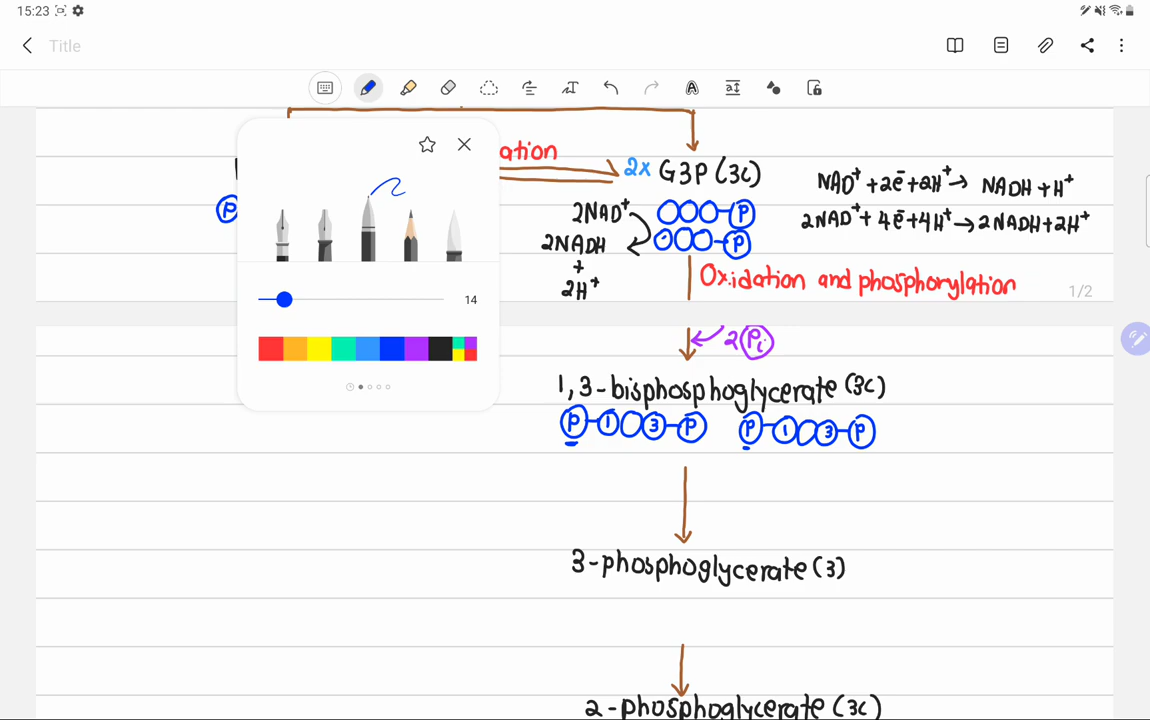 15:23
Title
ation
2x G3P (3c)
NAD⁺ + 2ē + 2H⁺ → NADH + H⁺
2NAD⁺ + 4ē + 4H⁺ → 2NADH + 2H⁺
2NAD⁺
P
P
2NADH
P
+
2H⁺
Oxidation and phosphorylation
1/2
14
2 Pi
1,3-bisphosphoglycerate (3c)
P 1 3 P P 1 3 P
3-phosphoglycerate (3)
2-phosphoglycerate (3c)